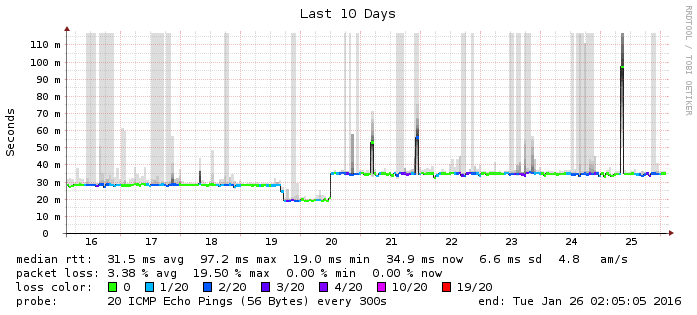 Last 10 Days
RRDTOOL / TOBI OETIKER
Seconds
110 m
100 m
90 m
80 m
70 m
60 m
50 m
40 m
30 m
20 m
10 m
0
16 17 18 19 20 21 22 23 24 25
median rtt: 31.5 ms avg 97.2 ms max 19.0 ms min 34.9 ms now 6.6 ms sd 4.8 am/s
packet loss: 3.38 % avg 19.50 % max 0.00 % min 0.00 % now
loss color: 0 1/20 2/20 3/20 4/20 10/20 19/20
probe: 20 ICMP Echo Pings (56 Bytes) every 300s end: Tue Jan 26 02:05:05 2016